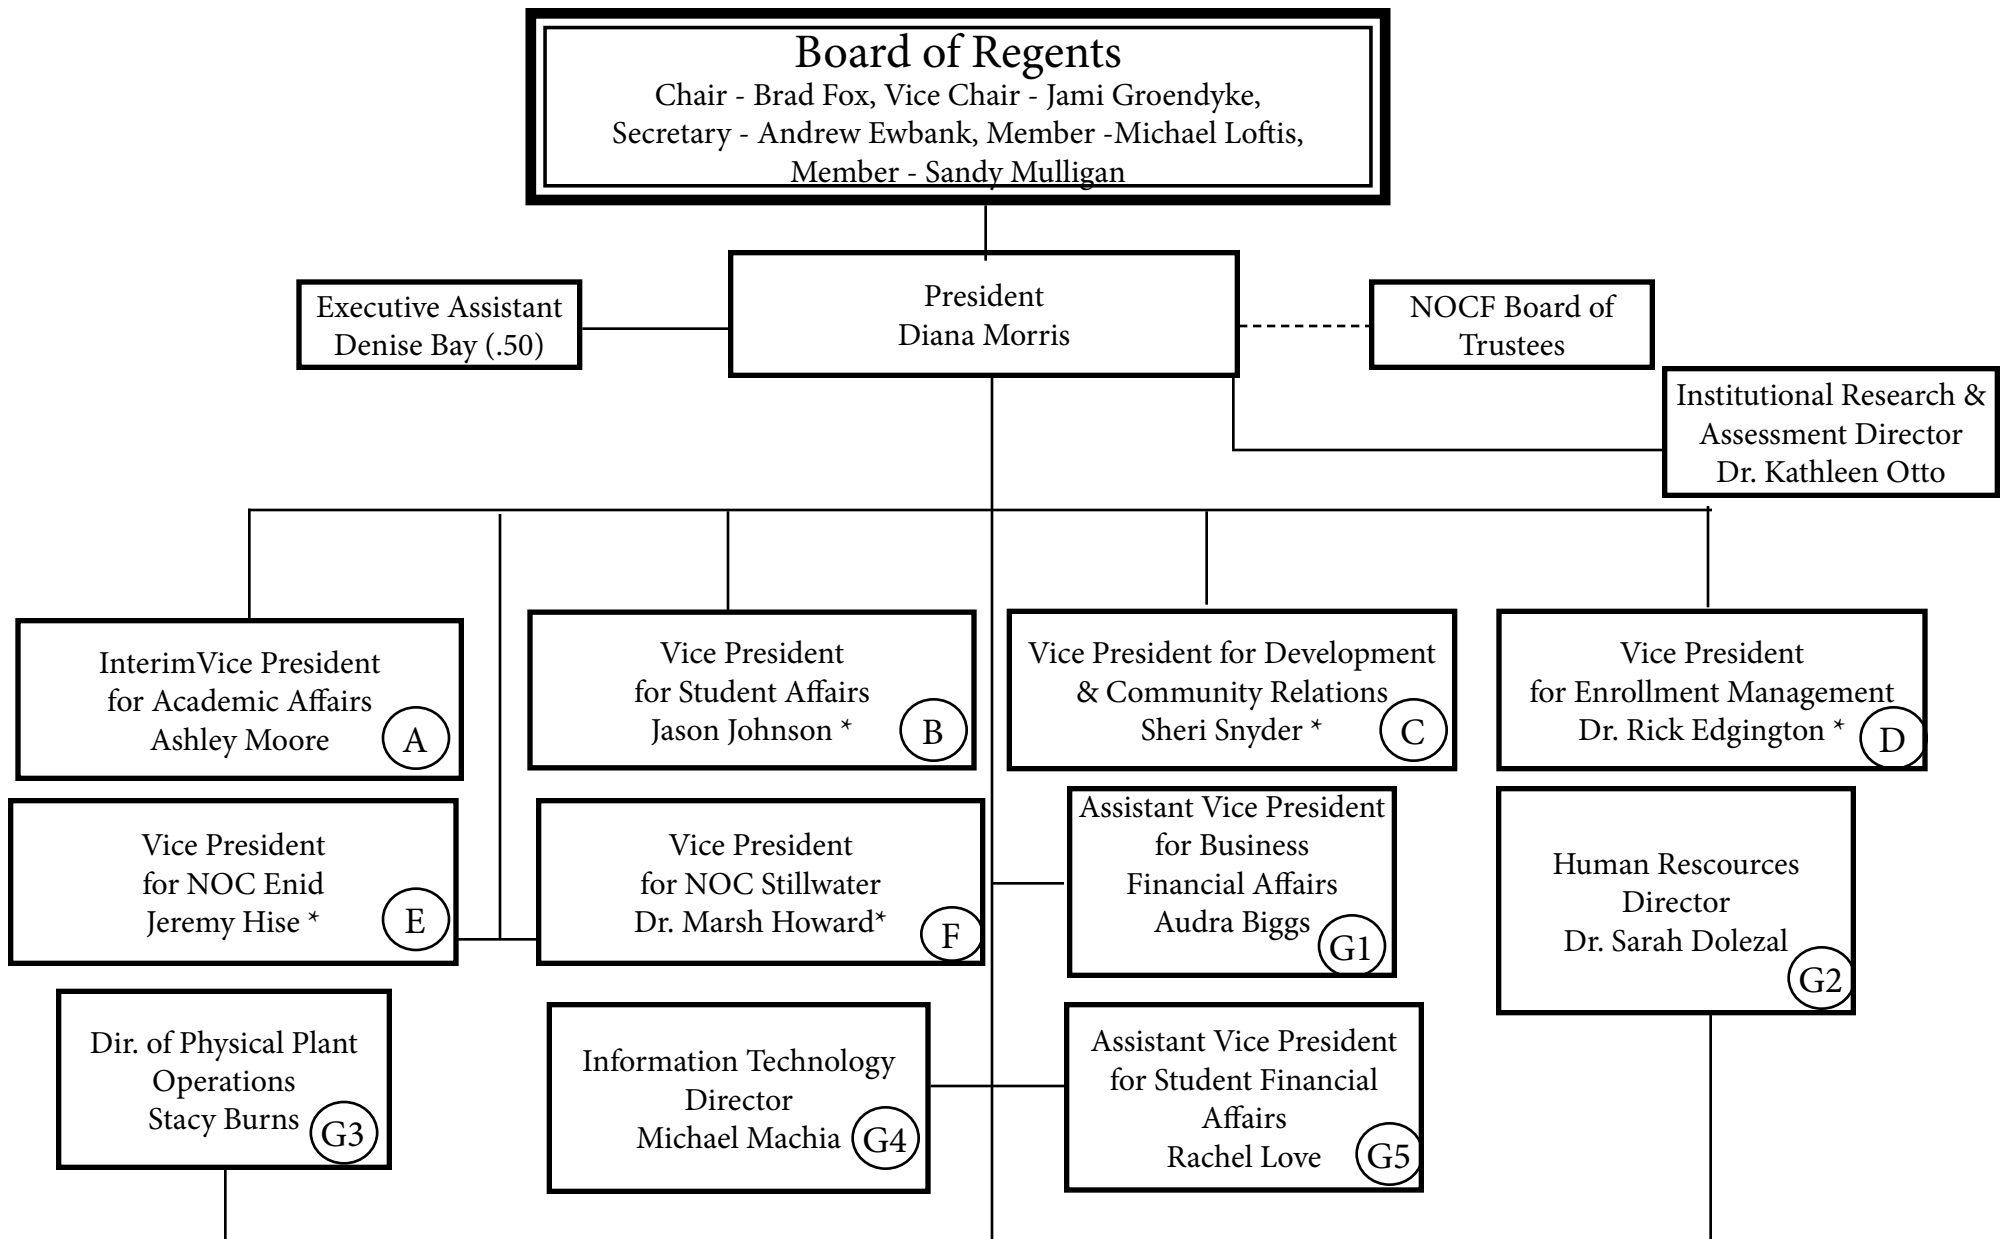 Board of Regents
Chair - Brad Fox, Vice Chair - Jami Groendyke,
Secretary - Andrew Ewbank, Member -Michael Loftis,
Member - Sandy Mulligan
President
Diana Morris
Executive Assistant
Denise Bay (.50)
NOCF Board of
Trustees
Institutional Research &
Assessment Director
Dr. Kathleen Otto
InterimVice President
for Academic Affairs
Ashley Moore
A
Vice President
for Student Affairs
Jason Johnson *
B
Vice President for Development
& Community Relations
Sheri Snyder *
C
Vice President
for Enrollment Management
Dr. Rick Edgington *
D
Vice President
for NOC Enid
Jeremy Hise *
E
Vice President
for NOC Stillwater
Dr. Marsh Howard*
F
Assistant Vice President
for Business
Financial Affairs
Audra Biggs
G1
Human Rescources
Director
Dr. Sarah Dolezal
G2
Dir. of Physical Plant
Operations
Stacy Burns
G3
Information Technology
Director
Michael Machia
G4
Assistant Vice President
for Student Financial
Affairs
Rachel Love
G5